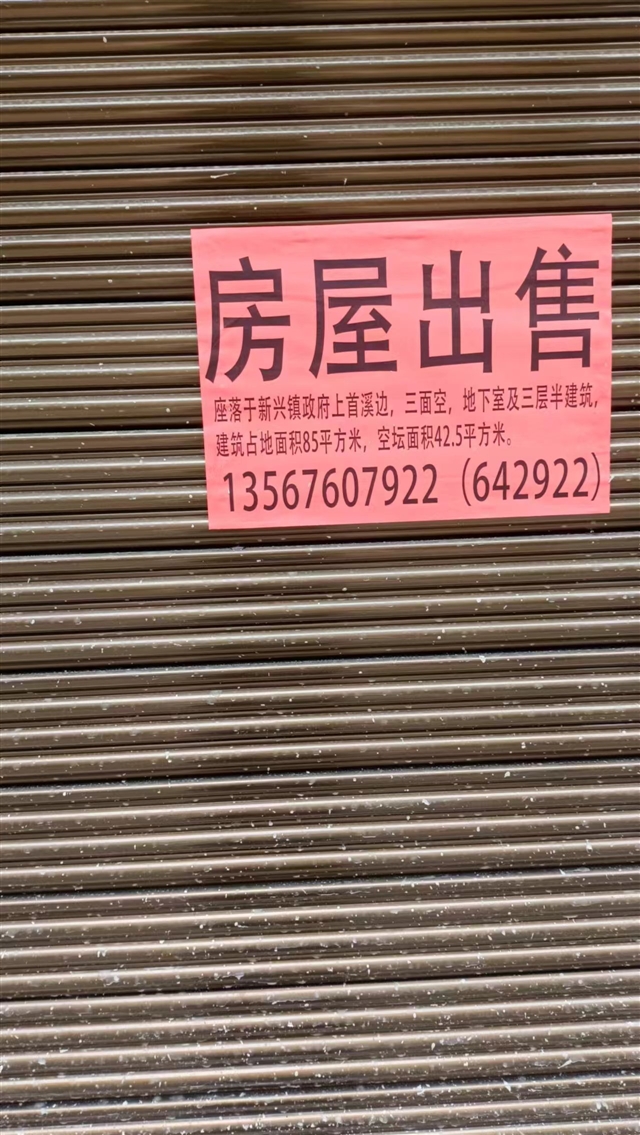 房屋出售
座落于新兴镇政府上首溪边，三面空，地下室及三层半建筑，
建筑占地面积85平方米，空坛面积42.5平方米。
13567607922（642922）